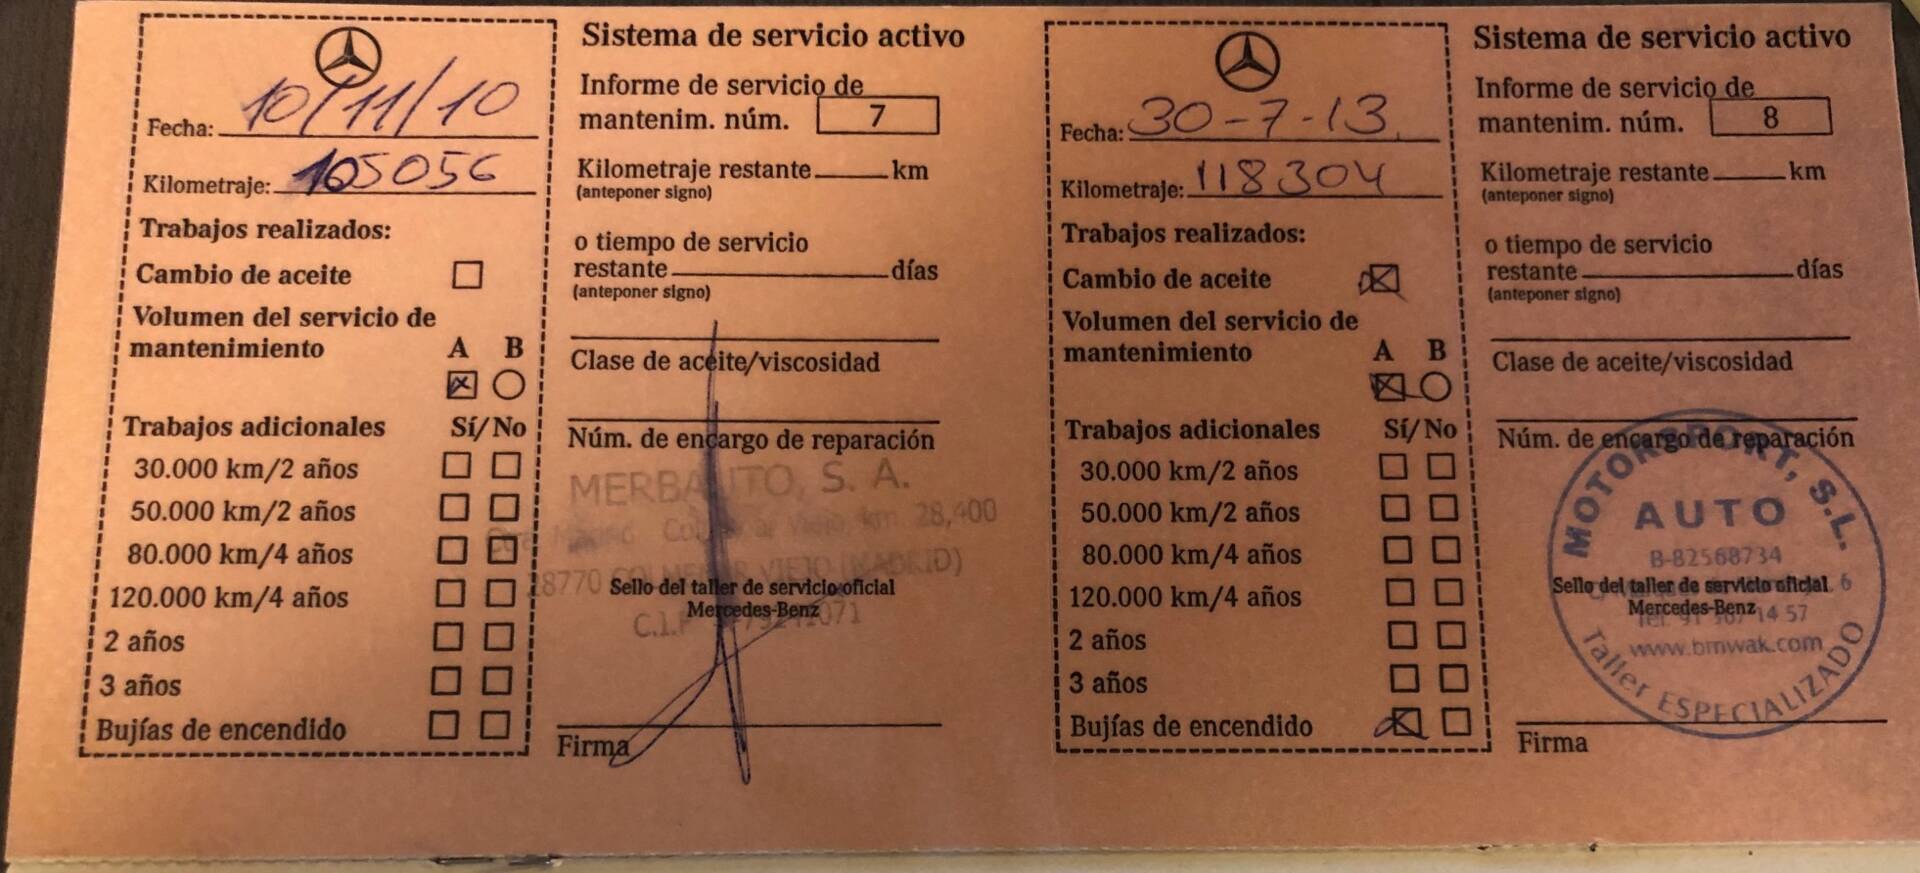 Fecha: 10/11/10
Kilometraje: 105056
Trabajos realizados:
Cambio de aceite
Volumen del servicio de
mantenimiento A B
Trabajos adicionales Sí/No
30.000 km/2 años
50.000 km/2 años
80.000 km/4 años
120.000 km/4 años
2 años
3 años
Bujías de encendido
Sistema de servicio activo
Informe de servicio de
mantenim. núm. 7
Kilometraje restante km
(anteponer signo)
o tiempo de servicio
restante días
(anteponer signo)
Clase de aceite/viscosidad
Núm. de encargo de reparación
MERBAUTO, S. A.
28,400
28770 COLMENAR VIEJO (MADRID)
Sello del taller de servicio oficial
Mercedes-Benz
Firma
Fecha: 30-7-13
Kilometraje: 118304
Trabajos realizados:
Cambio de aceite
Volumen del servicio de
mantenimiento A B
Trabajos adicionales Sí/No
30.000 km/2 años
50.000 km/2 años
80.000 km/4 años
120.000 km/4 años
2 años
3 años
Bujías de encendido
Sistema de servicio activo
Informe de servicio de
mantenim. núm. 8
Kilometraje restante km
(anteponer signo)
o tiempo de servicio
restante días
(anteponer signo)
Clase de aceite/viscosidad
Núm. de encargo de reparación
MOTORSPORT, S.L.
AUTO
B-82568734
Sello del taller de servicio oficial
Mercedes-Benz
www.bmwak.com
Taller ESPECIALIZADO
Firma